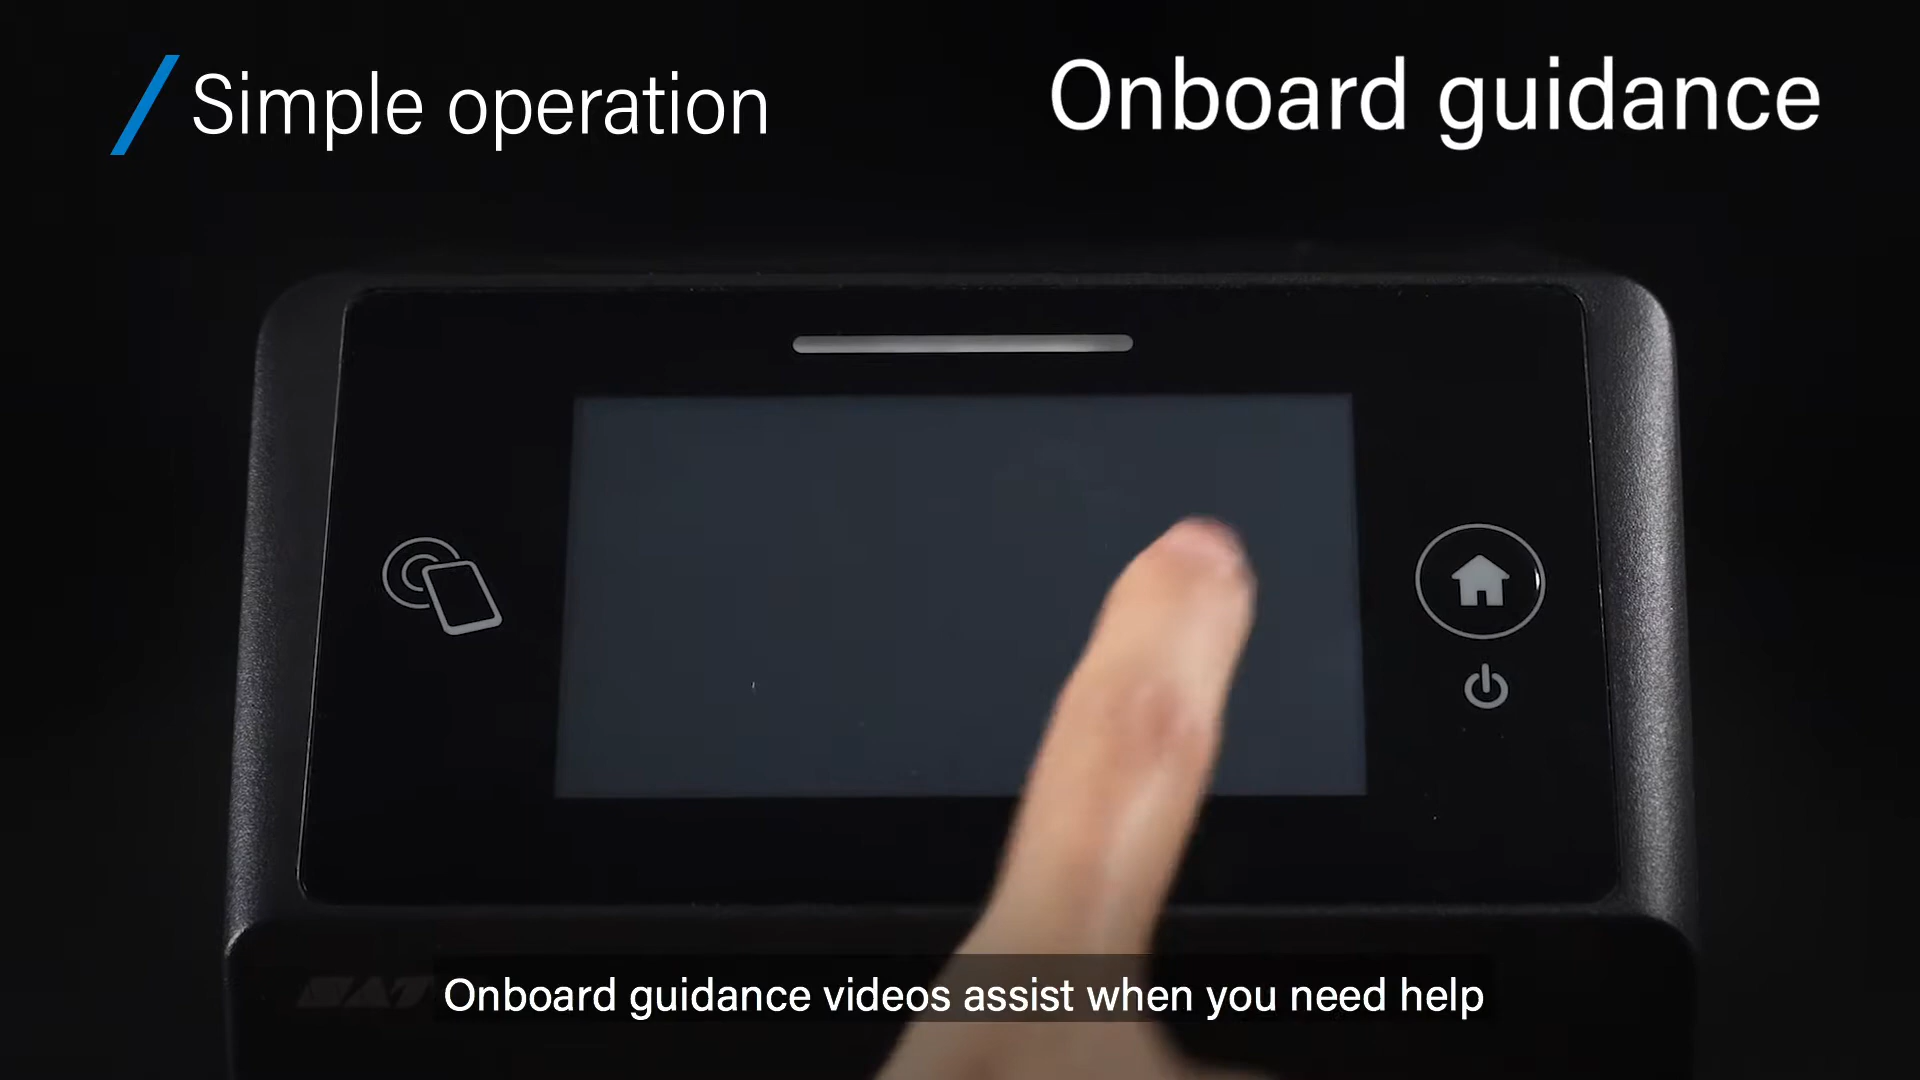 Simple operation
Onboard guidance
Onboard guidance videos assist when you need help